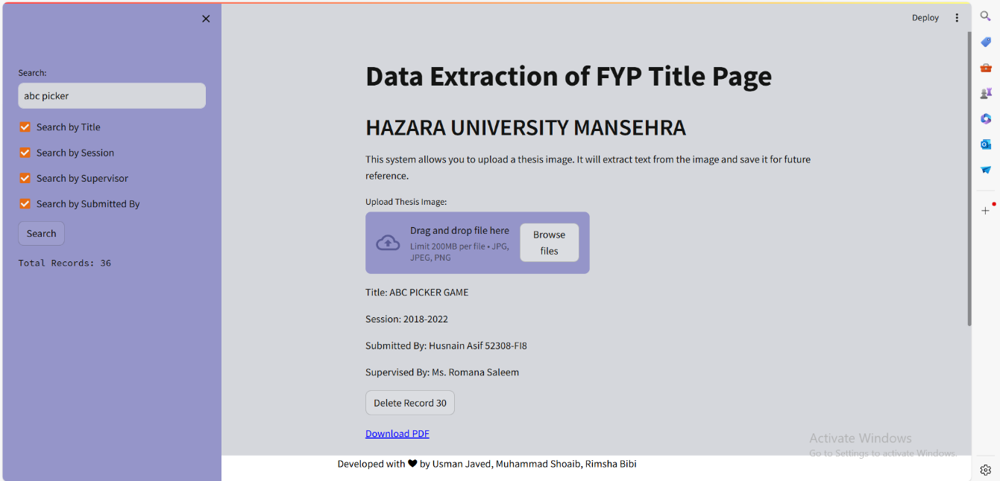 Deploy
Search:
abc picker
Search by Title
Search by Session
Search by Supervisor
Search by Submitted By
Search
Total Records: 36
Data Extraction of FYP Title Page
HAZARA UNIVERSITY MANSEHRA
This system allows you to upload a thesis image. It will extract text from the image and save it for future
reference.
Upload Thesis Image:
Drag and drop file here
Limit 200MB per file • JPG,
JPEG, PNG
Browse
files
Title: ABC PICKER GAME
Session: 2018-2022
Submitted By: Husnain Asif 52308-FI8
Supervised By: Ms. Romana Saleem
Delete Record 30
Download PDF
Activate Windows
Go to Settings to activate Windows.
Developed with 🖤 by Usman Javed, Muhammad Shoaib, Rimsha Bibi